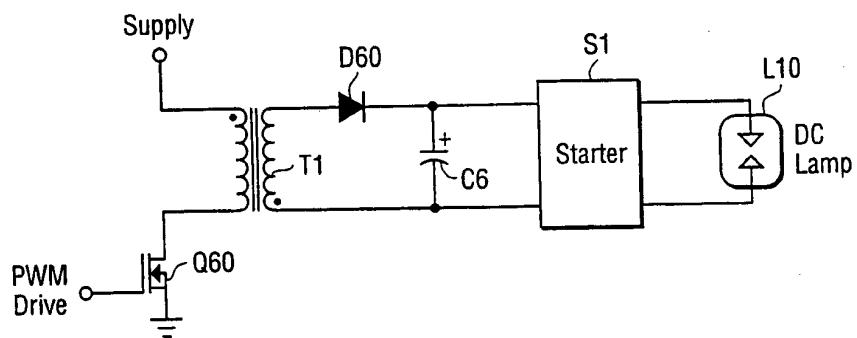 Supply
D60
S1
L10
T1
+
C6
Starter
DC
Lamp
Q60
PWM
Drive